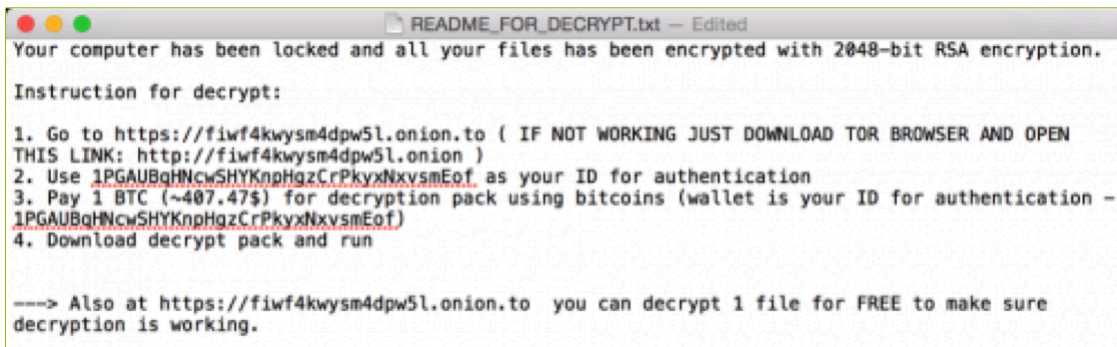 README_FOR_DECRYPT.txt — Edited
Your computer has been locked and all your files has been encrypted with 2048-bit RSA encryption.
Instruction for decrypt:
1. Go to https://fiwf4kwysm4dpw5l.onion.to ( IF NOT WORKING JUST DOWNLOAD TOR BROWSER AND OPEN
THIS LINK: http://fiwf4kwysm4dpw5l.onion )
2. Use 1PGAUBqHNcwSHYKnpHgzCrPkyxNxvsmEof as your ID for authentication
3. Pay 1 BTC (~407.47$) for decryption pack using bitcoins (wallet is your ID for authentication –
1PGAUBqHNcwSHYKnpHgzCrPkyxNxvsmEof)
4. Download decrypt pack and run
---> Also at https://fiwf4kwysm4dpw5l.onion.to you can decrypt 1 file for FREE to make sure
decryption is working.